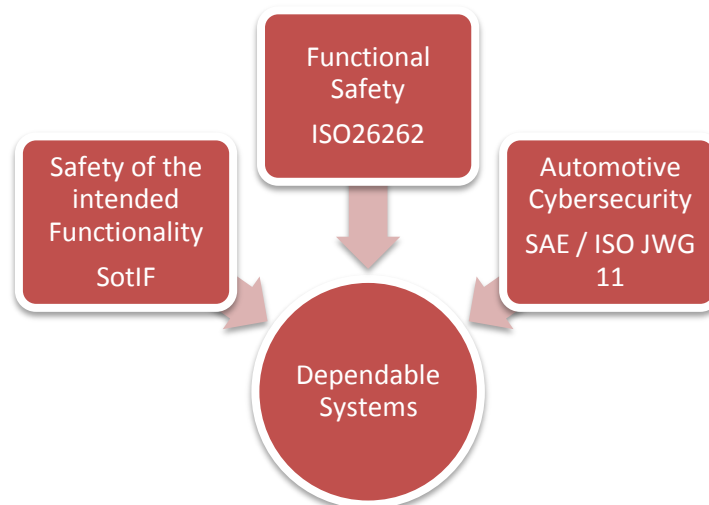 Functional
Safety
ISO26262
Safety of the
intended
Functionality
SotIF
Automotive
Cybersecurity
SAE / ISO JWG
11
Dependable
Systems